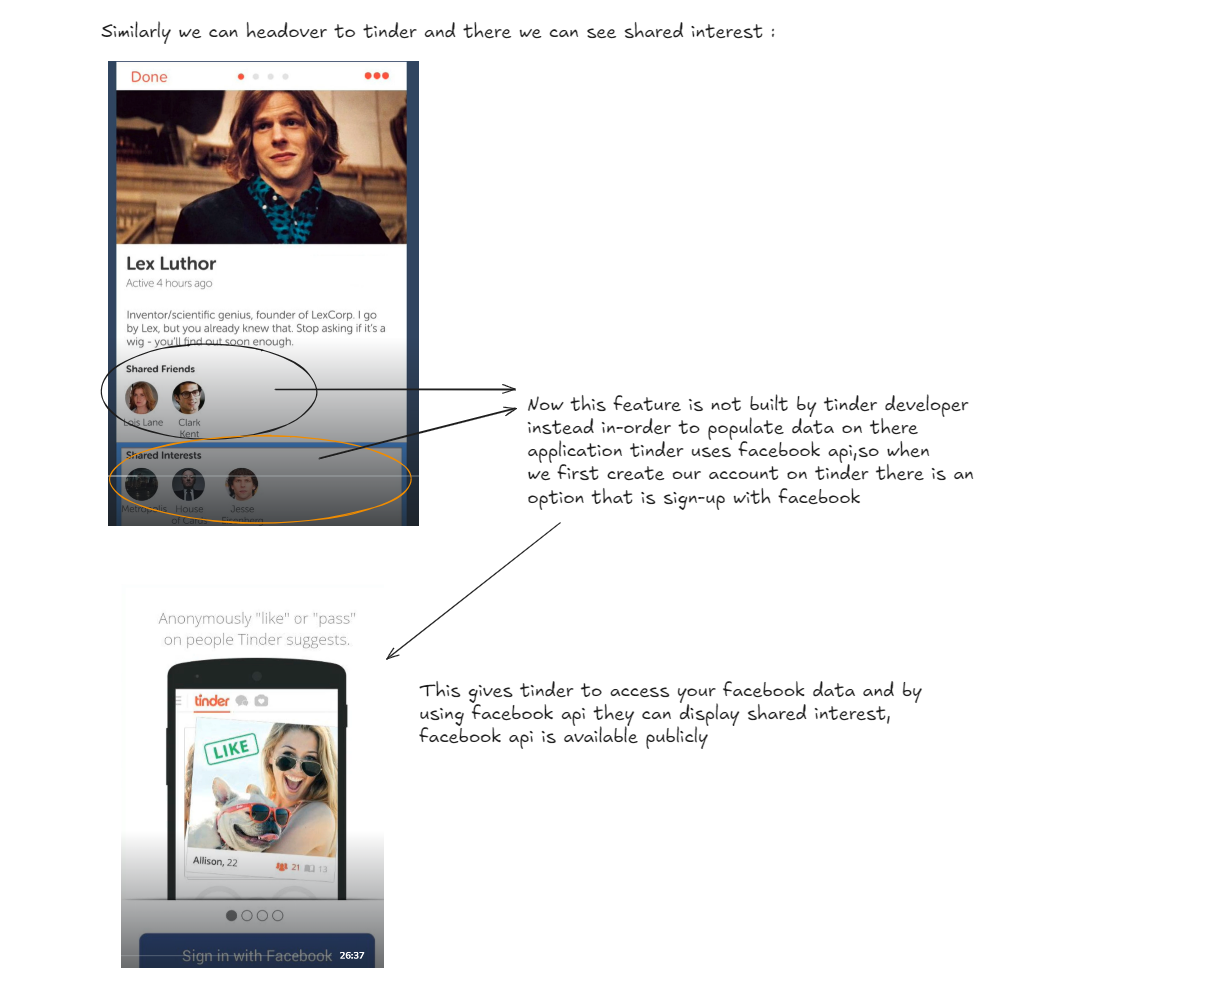 Similarly we can headover to tinder and there we can see shared interest :
Done
Lex Luthor
Active 4 hours ago
Inventor/scientific genius, founder of LexCorp. I go
by Lex, but you already knew that. Stop asking if it's a
wig - you'll find out soon enough.
Shared Friends
Lois Lane
Clark
Kent
Shared Interests
Metropolis
House
of Cards
Jesse
Now this feature is not built by tinder developer
instead in-order to populate data on there
application tinder uses facebook api,so when
we first create our account on tinder there is an
option that is sign-up with facebook
Anonymously "like" or "pass"
on people Tinder suggests.
tinder
LIKE
Allison, 22
21
13
Sign in with Facebook
26:37
This gives tinder to access your facebook data and by
using facebook api they can display shared interest,
facebook api is available publicly